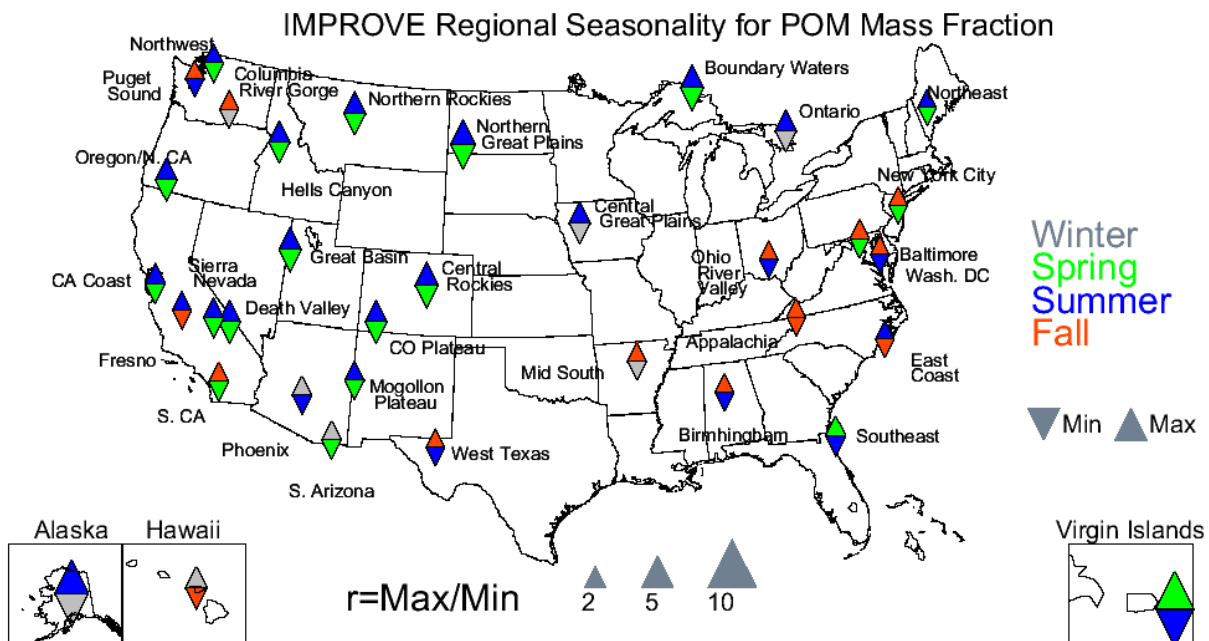 IMPROVE Regional Seasonality for POM Mass Fraction
Northwest
Puget
Sound
Columbia
River Gorge
Northern Rockies
Northern
Great Plains
Boundary Waters
Ontario
Northeast
Oregon/N. CA
Hells Canyon
Central
Great Plains
New York City
CA Coast
Sierra
Nevada
Great Basin
Central
Rockies
Ohio
River
Valley
Baltimore
Wash. DC
Winter
Spring
Summer
Fall
Death Valley
Fresno
CO Plateau
Mid South
Appalachia
East
Coast
S. CA
Mogollon
Plateau
Phoenix
West Texas
Birmhingham
Southeast
Min
Max
S. Arizona
Alaska
Hawaii
Virgin Islands
r=Max/Min
2
5
10